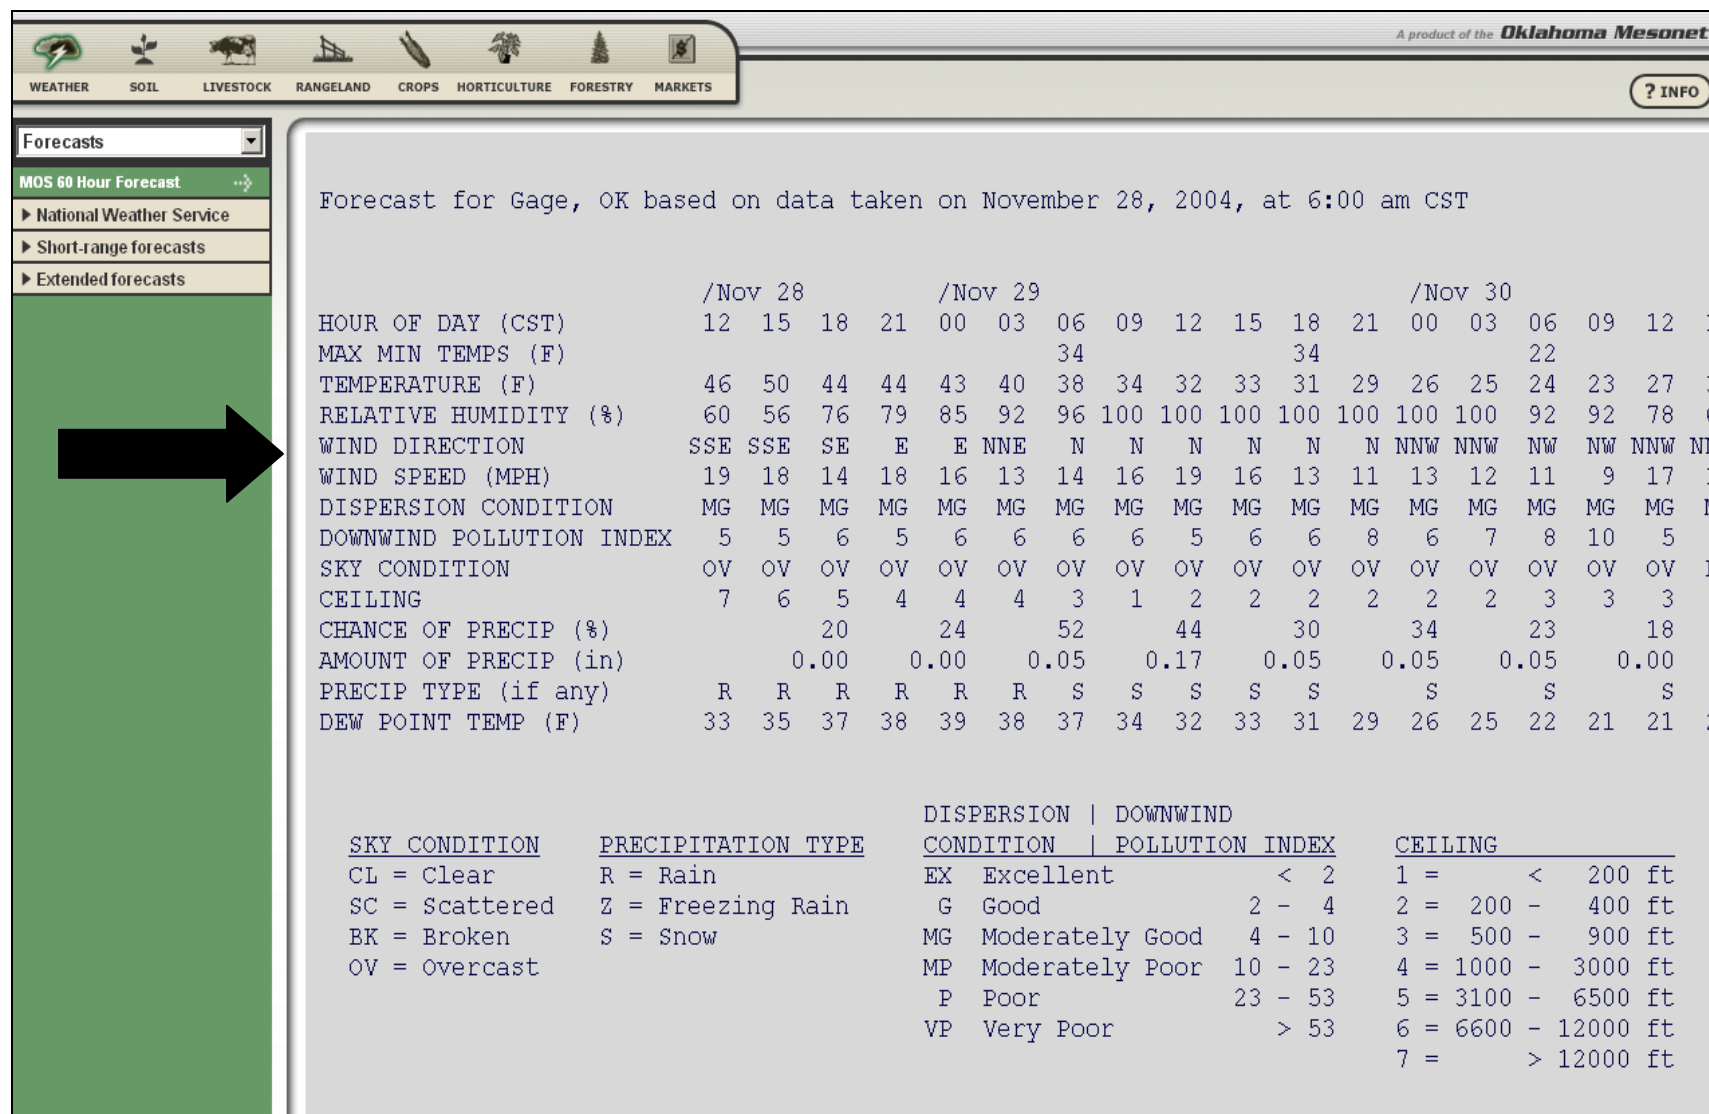 A product of the Oklahoma Mesonet
WEATHER SOIL LIVESTOCK RANGELAND CROPS HORTICULTURE FORESTRY MARKETS
? INFO
Forecasts
MOS 60 Hour Forecast
National Weather Service
Short-range forecasts
Extended forecasts
Forecast for Gage, OK based on data taken on November 28, 2004, at 6:00 am CST
/Nov 28 /Nov 29 /Nov 30
HOUR OF DAY (CST) 12 15 18 21 00 03 06 09 12 15 18 21 00 03 06 09 12
MAX MIN TEMPS (F) 34 34 22
TEMPERATURE (F) 46 50 44 44 43 40 38 34 32 33 31 29 26 25 24 23 27
RELATIVE HUMIDITY (%) 60 56 76 79 85 92 96 100 100 100 100 100 100 100 92 92 78
WIND DIRECTION SSE SSE SE E E NNE N N N N N N NNW NNW NW NW NNW
WIND SPEED (MPH) 19 18 14 18 16 13 14 16 19 16 13 11 13 12 11 9 17
DISPERSION CONDITION MG MG MG MG MG MG MG MG MG MG MG MG MG MG MG MG MG
DOWNWIND POLLUTION INDEX 5 5 6 5 6 6 6 6 5 6 6 8 6 7 8 10 5
SKY CONDITION OV OV OV OV OV OV OV OV OV OV OV OV OV OV OV OV OV
CEILING 7 6 5 4 4 4 3 1 2 2 2 2 2 2 3 3 3
CHANCE OF PRECIP (%) 20 24 52 44 30 34 23 18
AMOUNT OF PRECIP (in) 0.00 0.00 0.05 0.17 0.05 0.05 0.05 0.00
PRECIP TYPE (if any) R R R R R R S S S S S S S S
DEW POINT TEMP (F) 33 35 37 38 39 38 37 34 32 33 31 29 26 25 22 21 21
DISPERSION | DOWNWIND
SKY CONDITION PRECIPITATION TYPE CONDITION | POLLUTION INDEX CEILING
CL = Clear R = Rain EX Excellent < 2 1 = < 200 ft
SC = Scattered Z = Freezing Rain G Good 2 - 4 2 = 200 - 400 ft
BK = Broken S = Snow MG Moderately Good 4 - 10 3 = 500 - 900 ft
OV = Overcast MP Moderately Poor 10 - 23 4 = 1000 - 3000 ft
P Poor 23 - 53 5 = 3100 - 6500 ft
VP Very Poor > 53 6 = 6600 - 12000 ft
7 = > 12000 ft